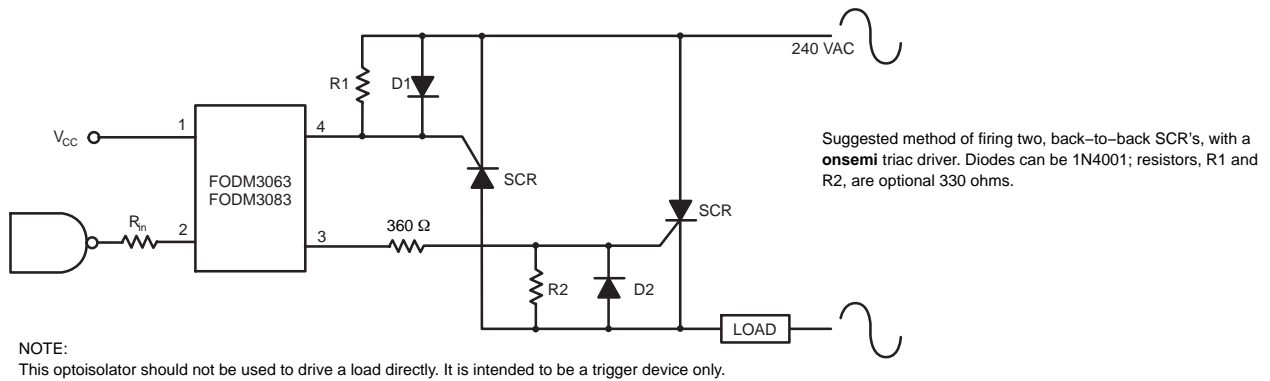 240 VAC
R1
D1
1
4
VCC
FODM3063
FODM3083
SCR
Suggested method of firing two, back−to−back SCR's, with a
onsemi triac driver. Diodes can be 1N4001; resistors, R1 and
R2, are optional 330 ohms.
SCR
Rin
2
3
360 Ω
R2
D2
LOAD
NOTE:
This optoisolator should not be used to drive a load directly. It is intended to be a trigger device only.